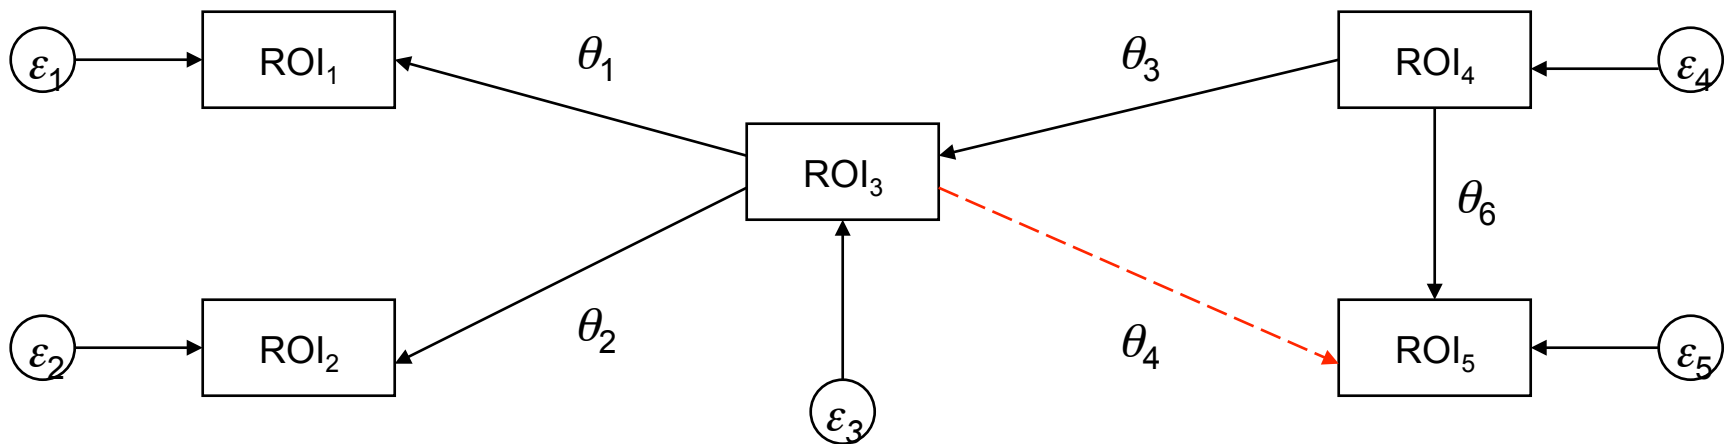 ε₁ ROI₁ θ₁ θ₃ ROI₄ ε₄
ROI₃ θ₆
ε₂ ROI₂ θ₂ θ₄ ROI₅ ε₅
ε₃